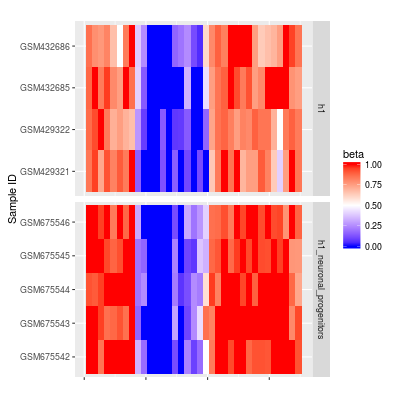 GSM432686
GSM432685
GSM429322
GSM429321
h1
GSM675546
GSM675545
GSM675544
GSM675543
GSM675542
h1_neuronal_progenitors
Sample ID
beta
1.00
0.75
0.50
0.25
0.00